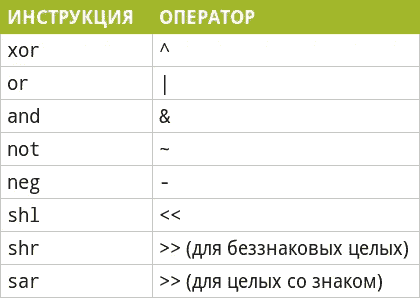 ИНСТРУКЦИЯ ОПЕРАТОР
xor ^
or |
and &
not ~
neg -
shl <<
shr >> (для беззнаковых целых)
sar >> (для целых со знаком)